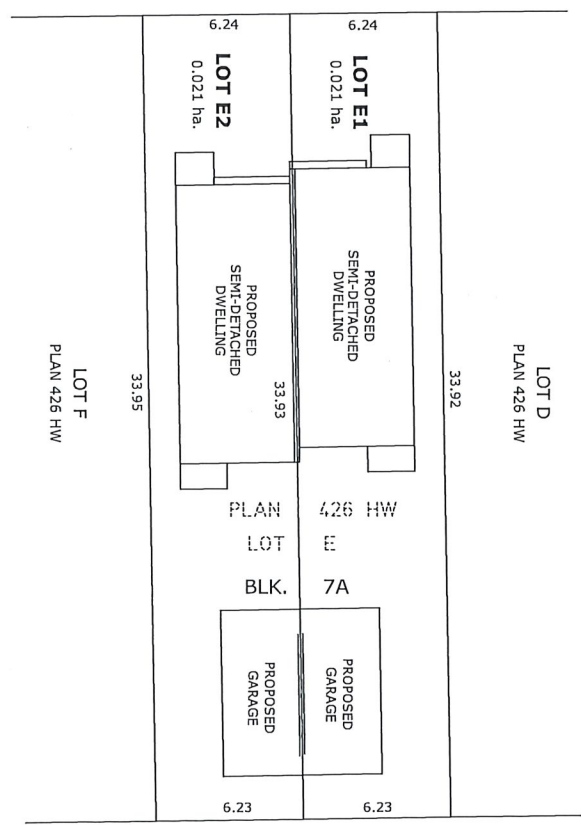 6.24
6.24
LOT E2
0.021 ha.
LOT E1
0.021 ha.
PROPOSED
SEMI-DETACHED
DWELLING
PROPOSED
SEMI-DETACHED
DWELLING
LOT F
PLAN 426 HW
33.95
33.93
33.92
LOT D
PLAN 426 HW
PLAN 426 HW
LOT E
BLK. 7A
PROPOSED
GARAGE
PROPOSED
GARAGE
6.23
6.23